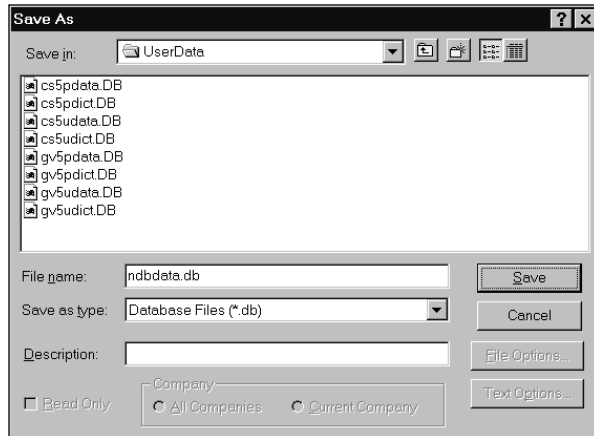 Save As
Save in: UserData
cs5pdata.DB
cs5pdict.DB
cs5udata.DB
cs5udict.DB
gv5pdata.DB
gv5pdict.DB
gv5udata.DB
gv5udict.DB
File name: ndbdata.db Save
Save as type: Database Files (*.db) Cancel
Description: File Options...
Company
Read Only All Companies Current Company Text Options...